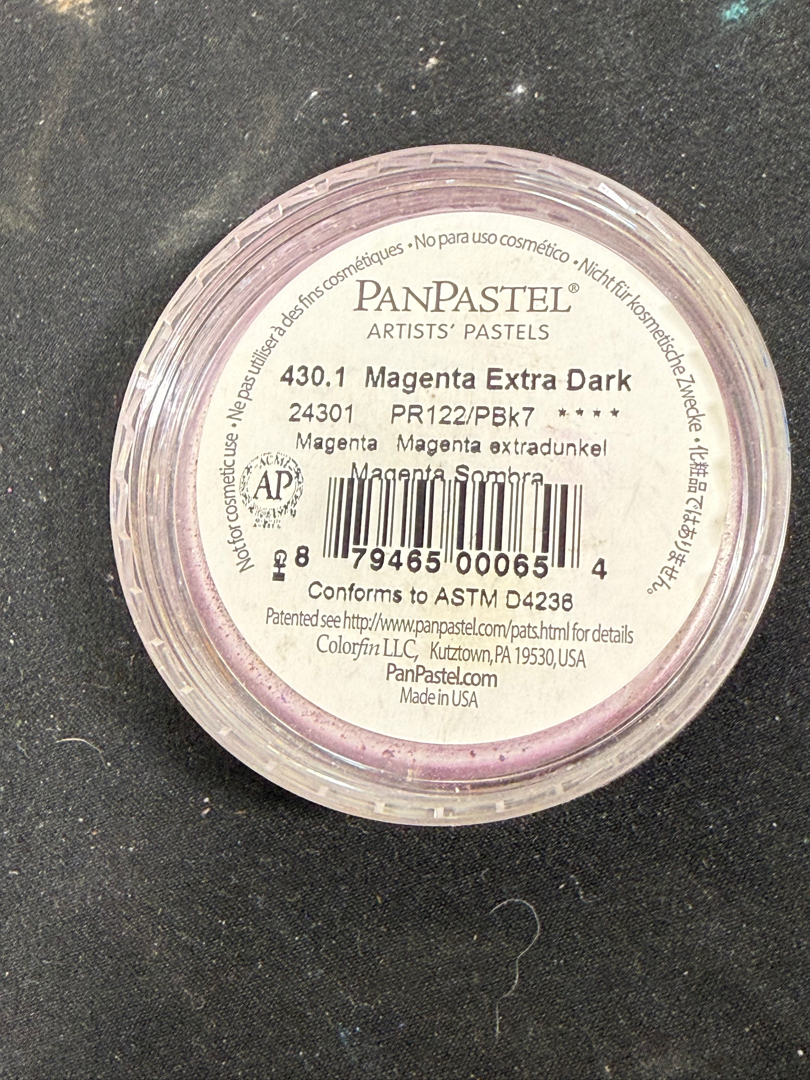 Not for cosmetic use • Ne pas utiliser à des fins cosmétiques • No para uso cosmético • Nicht für kosmetische Zwecke • 化粧品ではありません。
PANPASTEL®
ARTISTS' PASTELS
430.1 Magenta Extra Dark
24301 PR122/PBk7 ****
Magenta Magenta extradunkel
Magenta Sombra
ACMI
AP
8 79465 00065 4
Conforms to ASTM D4236
Patented see http://www.panpastel.com/pats.html for details
Colorfin LLC, Kutztown, PA 19530, USA
PanPastel.com
Made in USA